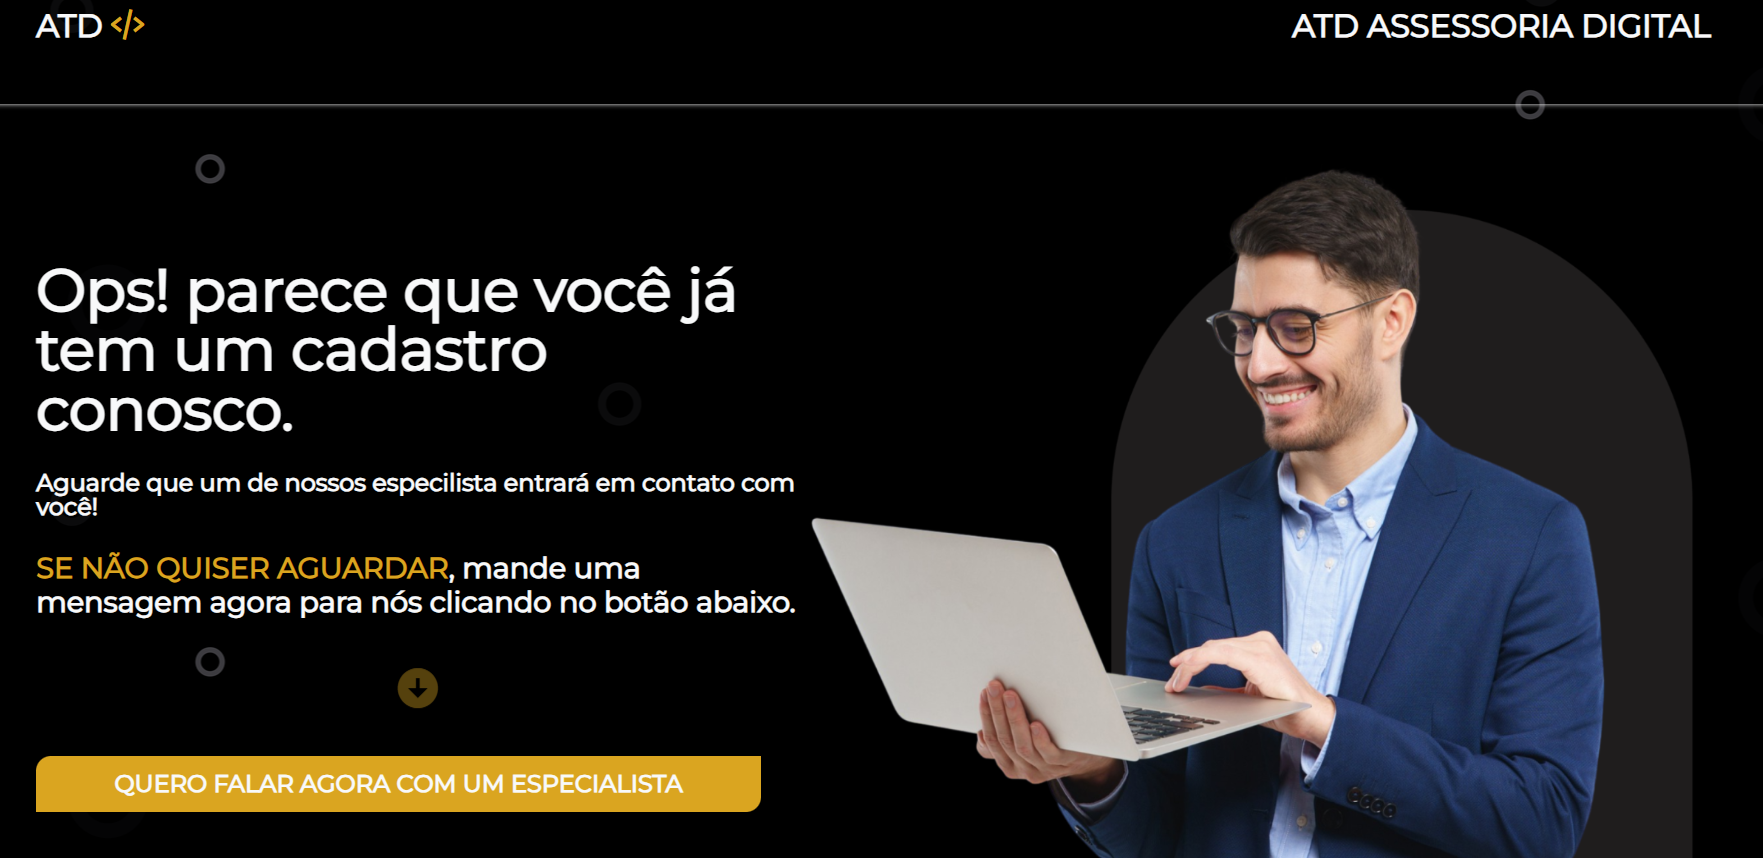 ATD </>
ATD ASSESSORIA DIGITAL
Ops! parece que você já
tem um cadastro
conosco.
Aguarde que um de nossos especilista entrará em contato com
você!
SE NÃO QUISER AGUARDAR, mande uma
mensagem agora para nós clicando no botão abaixo.
QUERO FALAR AGORA COM UM ESPECIALISTA